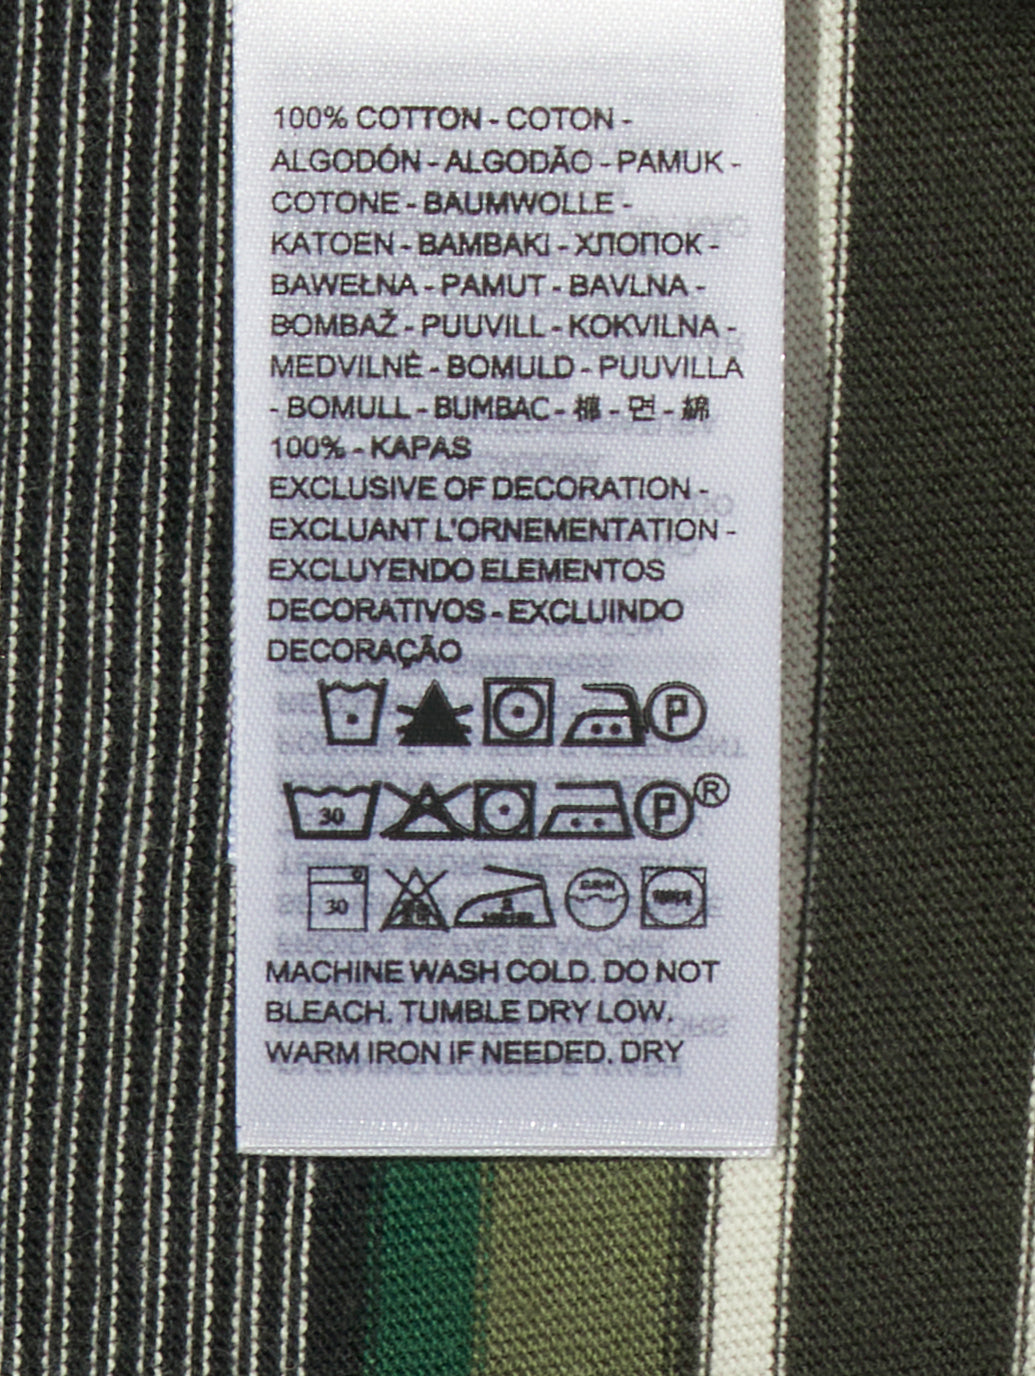 100% COTTON - COTON -
ALGODÓN - ALGODÃO - PAMUK -
COTONE - BAUMWOLLE -
KATOEN - BAMBAKI - ХЛОПОК -
BAWEŁNA - PAMUT - BAVLNA -
BOMBAŽ - PUUVILL - KOKVILNA -
MEDVILNĖ - BOMULD - PUUVILLA
- BOMULL - BUMBAC - 棉 - 면 - 綿
100% - KAPAS
EXCLUSIVE OF DECORATION -
EXCLUANT L'ORNEMENTATION -
EXCLUYENDO ELEMENTOS
DECORATIVOS - EXCLUINDO
DECORAÇÃO
P
30 P ®
30
MACHINE WASH COLD. DO NOT
BLEACH. TUMBLE DRY LOW.
WARM IRON IF NEEDED. DRY